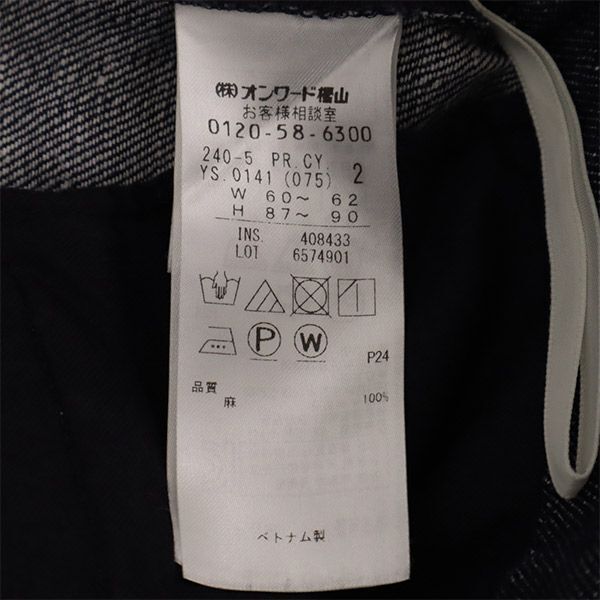 (株)オンワード樫山
お客様相談室
0120-58-6300
240-5 PR.CY. 2
YS.0141 (075)
W 60～ 62
H 87～ 90
INS. 408433
LOT 6574901
P W
P24
品質
麻 100%
ベトナム製